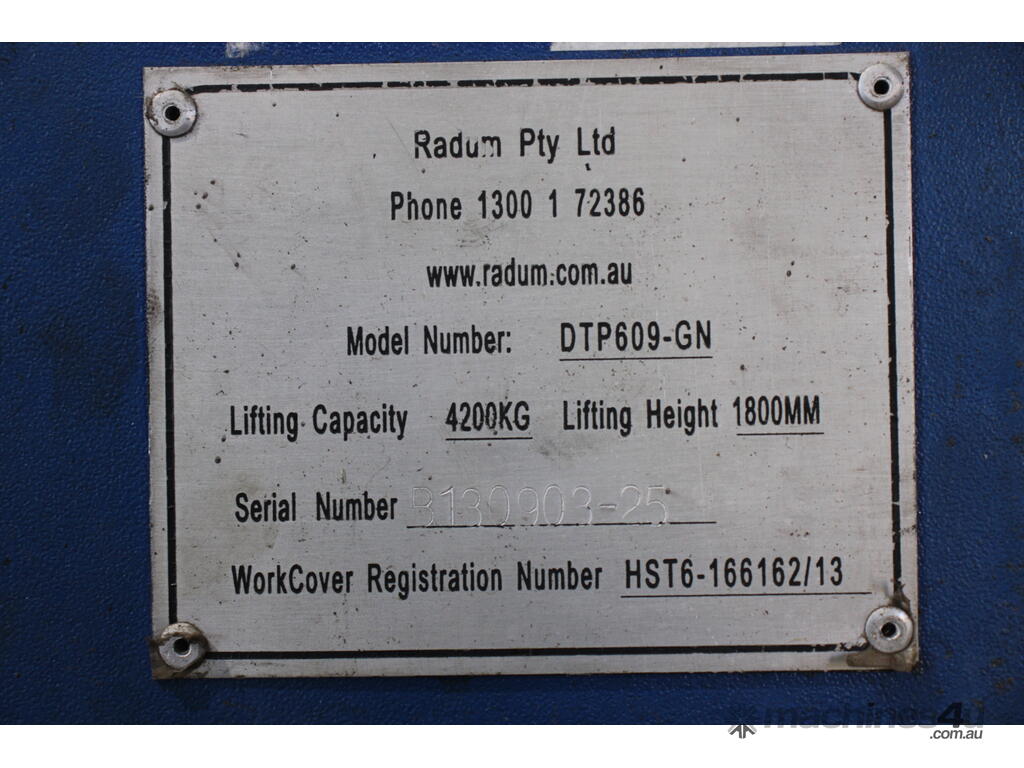 Radum Pty Ltd
Phone 1300 1 72386
www.radum.com.au
Model Number: DTP609-GN
Lifting Capacity 4200KG Lifting Height 1800MM
Serial Number B130903-25
WorkCover Registration Number HST6-166162/13
machines4u
.com.au